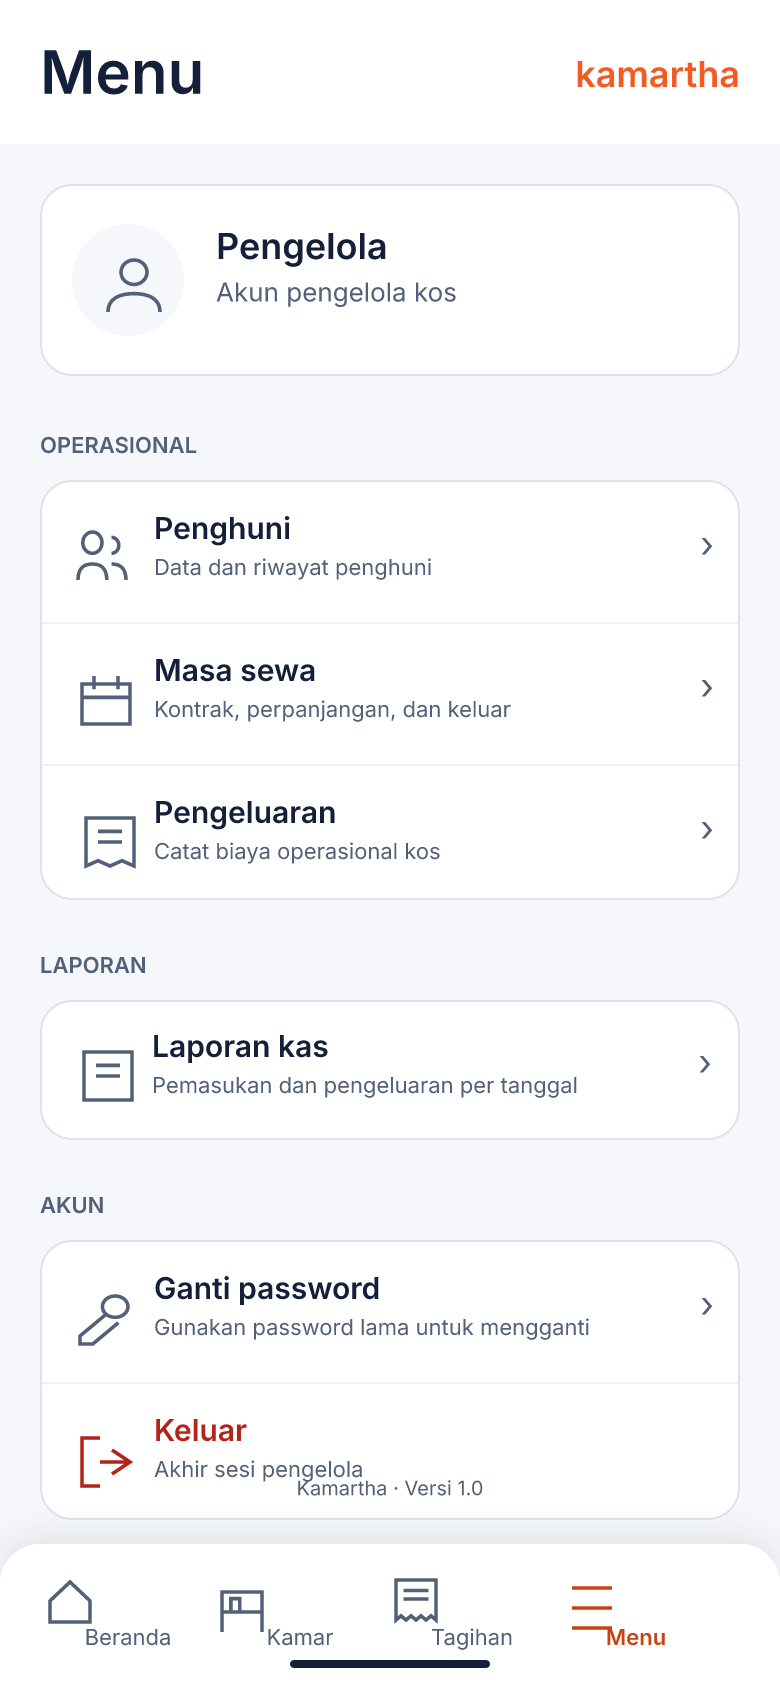 Menu
kamartha
Pengelola
Akun pengelola kos
OPERASIONAL
Penghuni
Data dan riwayat penghuni
Masa sewa
Kontrak, perpanjangan, dan keluar
Pengeluaran
Catat biaya operasional kos
LAPORAN
Laporan kas
Pemasukan dan pengeluaran per tanggal
AKUN
Ganti password
Gunakan password lama untuk mengganti
Keluar
Akhir sesi pengelola
Kamartha · Versi 1.0
Beranda
Kamar
Tagihan
Menu